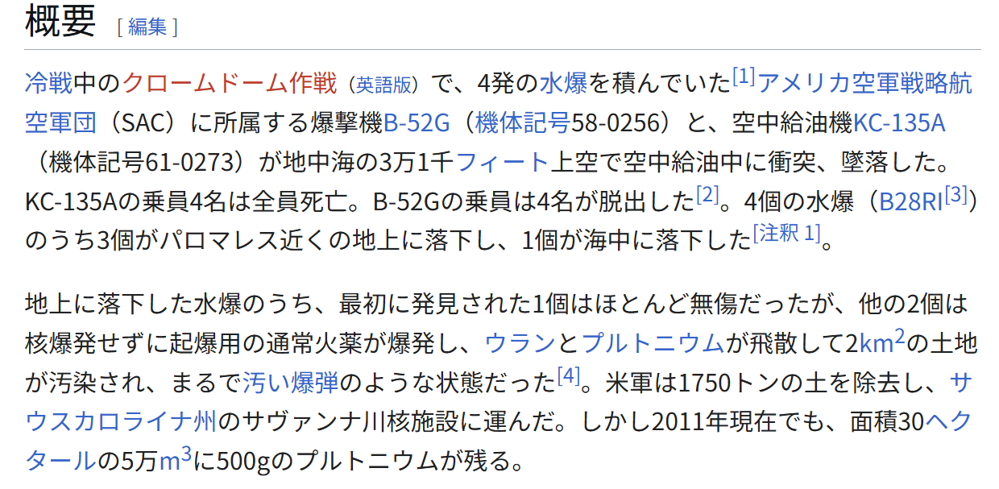 概要 [ 編集 ]
冷戦中のクロームドーム作戦（英語版）で、4発の水爆を積んでいた[1]アメリカ空軍戦略航
空軍団（SAC）に所属する爆撃機B-52G（機体記号58-0256）と、空中給油機KC-135A
（機体記号61-0273）が地中海の3万1千フィート上空で空中給油中に衝突、墜落した。
KC-135Aの乗員4名は全員死亡。B-52Gの乗員は4名が脱出した[2]。4個の水爆（B28RI[3]）
のうち3個がパロマレス近くの地上に落下し、1個が海中に落下した[注釈 1]。
地上に落下した水爆のうち、最初に発見された1個はほとんど無傷だったが、他の2個は
核爆発せずに起爆用の通常火薬が爆発し、ウランとプルトニウムが飛散して2km2の土地
が汚染され、まるで汚い爆弾のような状態だった[4]。米軍は1750トンの土を除去し、サ
ウスカロライナ州のサヴァンナ川核施設に運んだ。しかし2011年現在でも、面積30ヘク
タールの5万m3に500gのプルトニウムが残る。